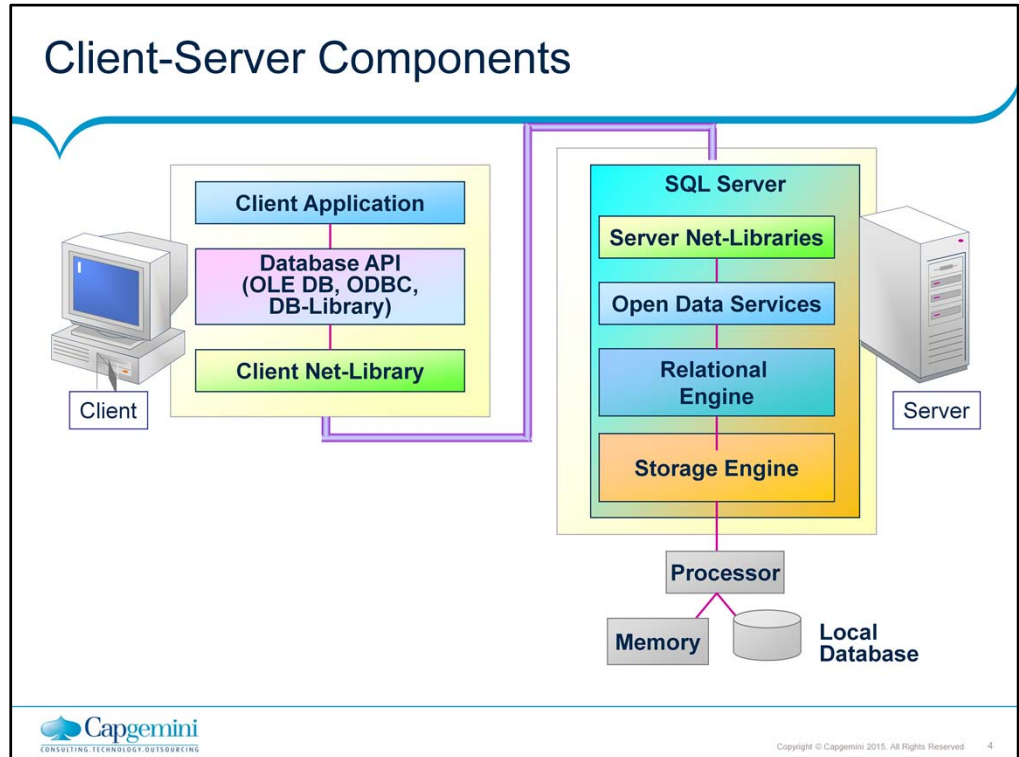 Client-Server Components
Client Application
Database API
(OLE DB, ODBC,
DB-Library)
Client Net-Library
Client
SQL Server
Server Net-Libraries
Open Data Services
Relational
Engine
Storage Engine
Server
Processor
Memory
Local
Database
Capgemini
CONSULTING.TECHNOLOGY.OUTSOURCING
Copyright © Capgemini 2015. All Rights Reserved 4